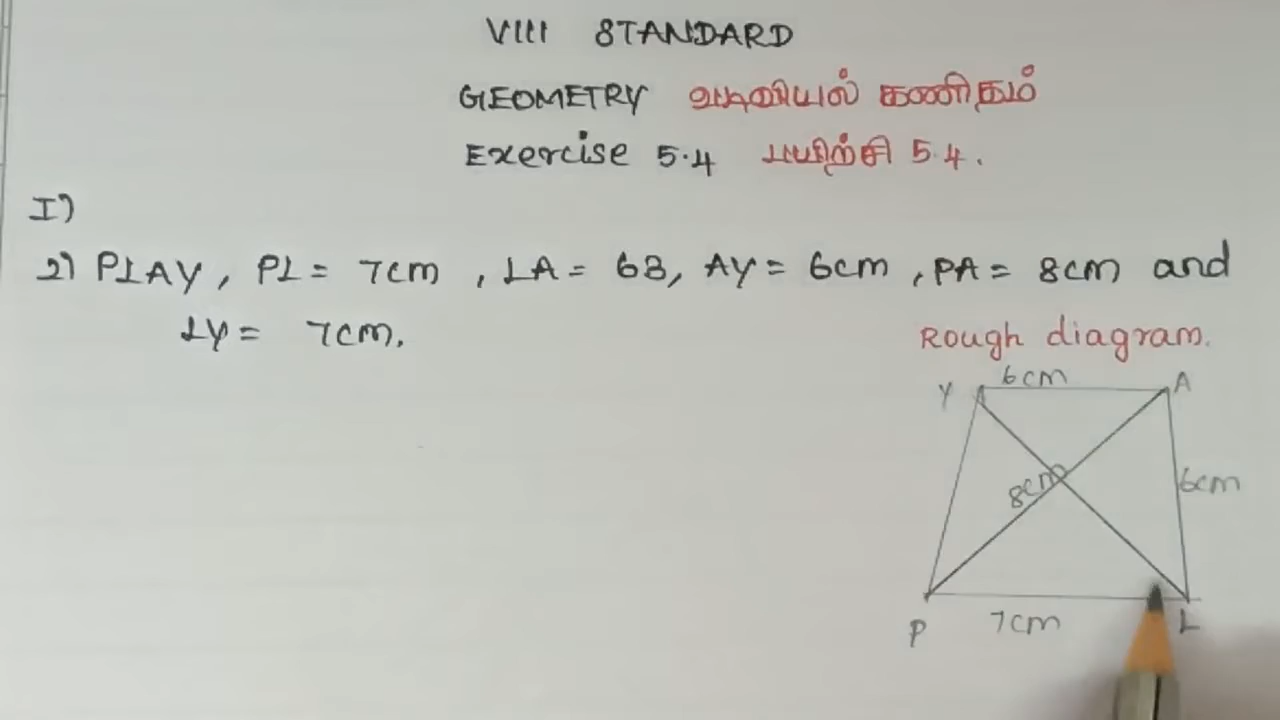 VIII STANDARD
GEOMETRY வடிவியல் கணிதம்
Exercise 5.4 பயிற்சி 5.4.
I)
2) PLAY, PL = 7cm, LA = 6B, AY = 6cm, PA = 8cm and
LY = 7cm.
Rough diagram.
6cm
Y A
8cm 6cm
P 7cm L